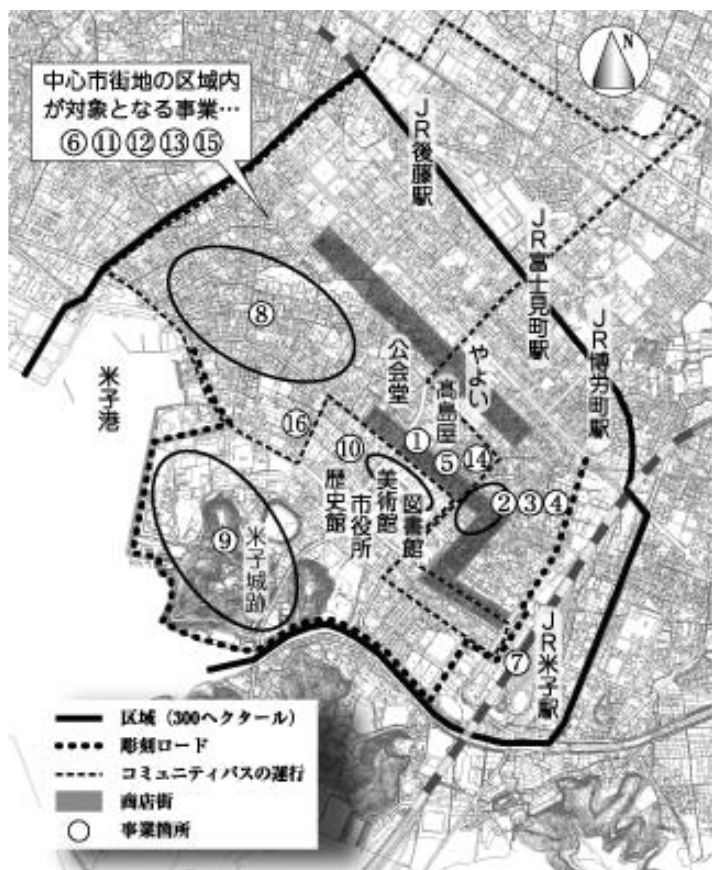 N
中心市街地の区域内
が対象となる事業…
⑥⑪⑫⑬⑮
JR後藤駅
JR富士見町駅
JR博労町駅
⑧
米子港
公会堂
やよい
髙島屋
①
⑤
⑭
⑯
⑩
歴史館
市役所
美術館
図書館
②③④
⑨
米子城跡
⑦
JR米子駅
区域（300ヘクタール）
彫刻ロード
コミュニティバスの運行
商店街
事業箇所